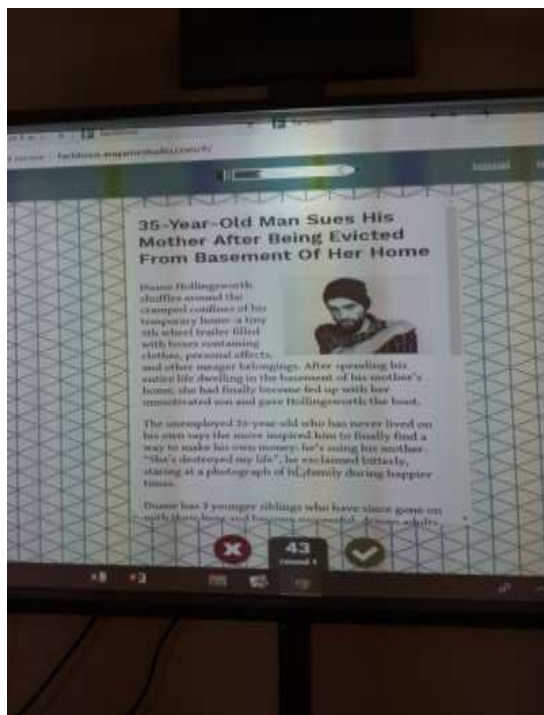 35-Year-Old Man Sues His
Mother After Being Evicted
From Basement Of Her Home
Duane Hollingsworth
shuffles around the
cramped confines of his
temporary home-a tiny
5th wheel trailer filled
with boxes containing
clothes, personal effects,
and other meager belongings. After spending his
entire life dwelling in the basement of his mother's
home, she had finally become fed up with her
unmotivated son and gave Hollingsworth the boot.
The unemployed 35-year-old who has never lived on
his own says the move inspired him to finally find a
way to make his own money: he's suing his mother.
"She's destroyed my life", he exclaimed bitterly,
staring at a photograph of his family during happier
times.
Duane has 3 younger siblings who have since gone on
43
round 1